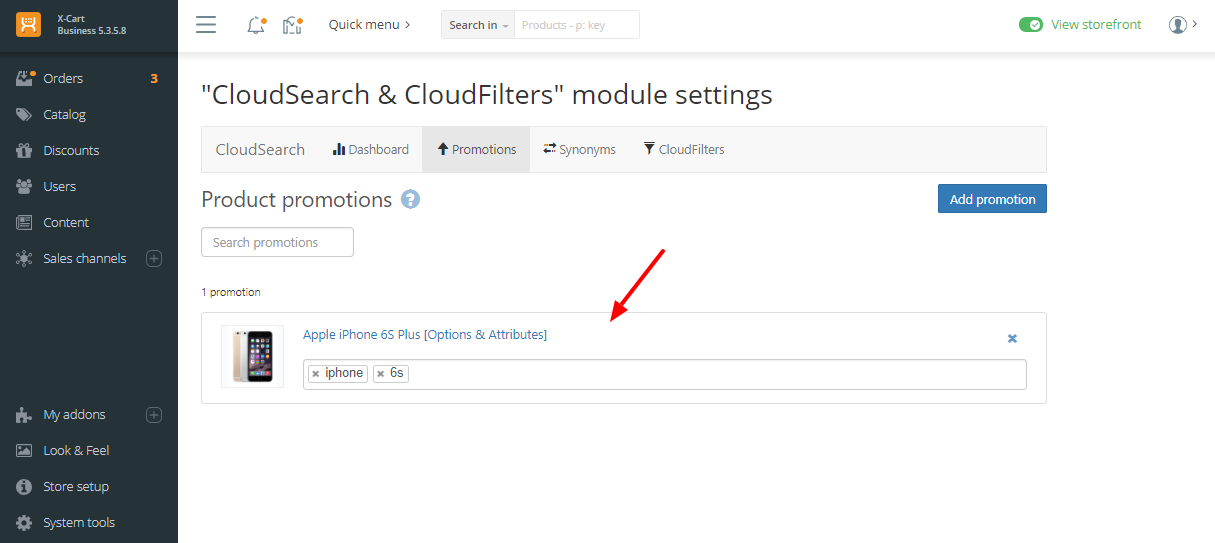 X-Cart
Business 5.3.5.8
Quick menu
Search in
Products - p: key
View storefront
Orders 3
Catalog
Discounts
Users
Content
Sales channels
My addons
Look & Feel
Store setup
System tools
"CloudSearch & CloudFilters" module settings
CloudSearch Dashboard Promotions Synonyms CloudFilters
Product promotions ?
Add promotion
Search promotions
1 promotion
Apple iPhone 6S Plus [Options & Attributes]
iphone 6s